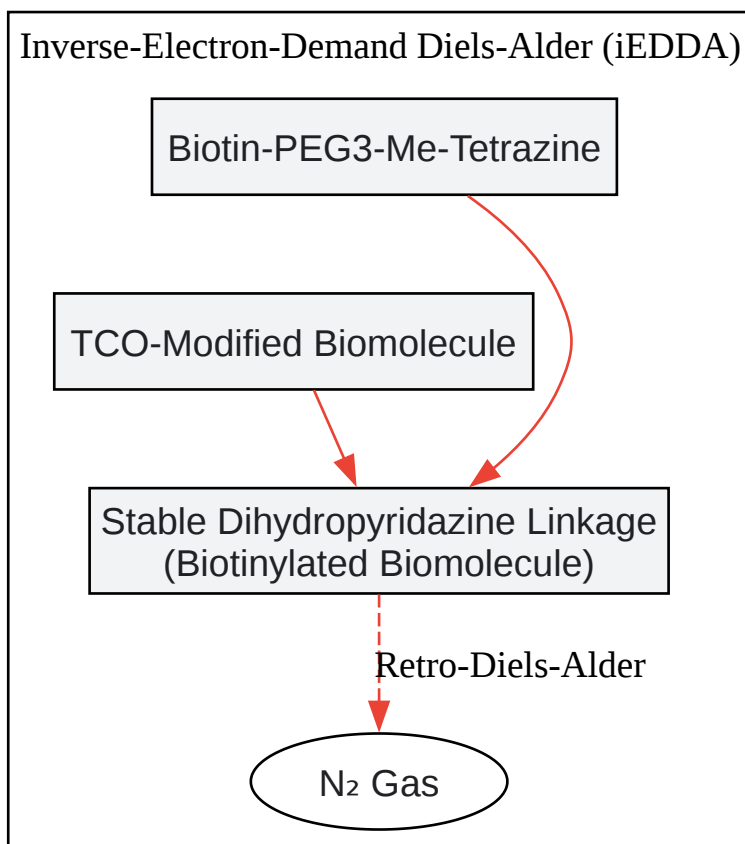 Inverse-Electron-Demand Diels-Alder (iEDDA)
Biotin-PEG3-Me-Tetrazine
TCO-Modified Biomolecule
Stable Dihydropyridazine Linkage
(Biotinylated Biomolecule)
Retro-Diels-Alder
N₂ Gas